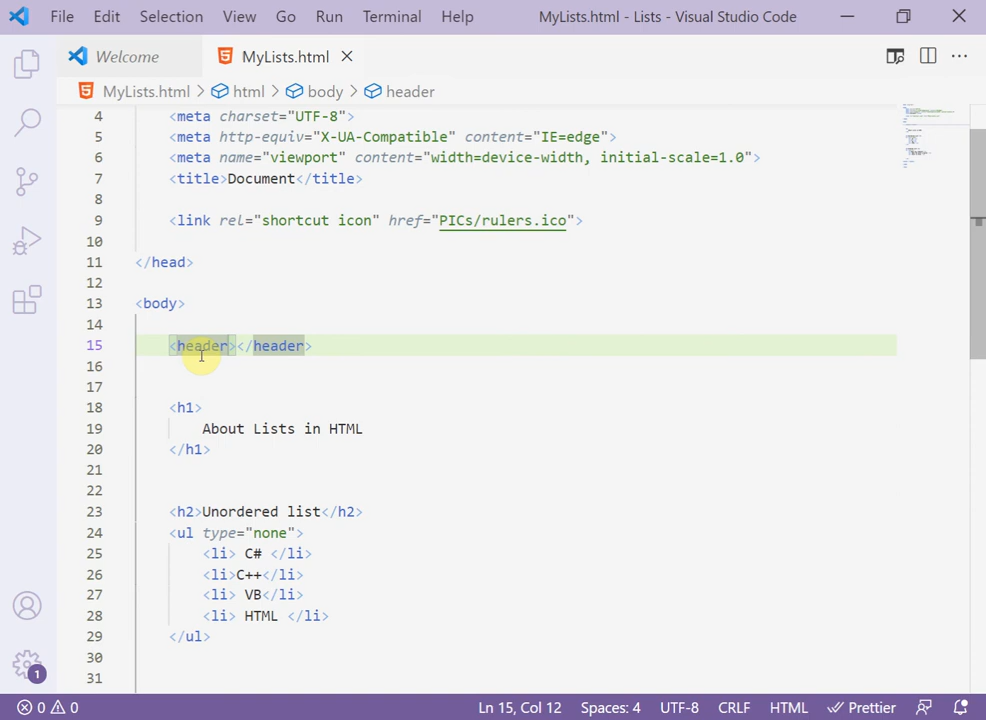 File Edit Selection View Go Run Terminal Help MyLists.html - Lists - Visual Studio Code
Welcome MyLists.html
MyLists.html > html > body > header
4 <meta charset="UTF-8">
5 <meta http-equiv="X-UA-Compatible" content="IE=edge">
6 <meta name="viewport" content="width=device-width, initial-scale=1.0">
7 <title>Document</title>
8
9 <link rel="shortcut icon" href="PICs/rulers.ico">
10
11 </head>
12
13 <body>
14
15 <header></header>
16
17
18 <h1>
19 About Lists in HTML
20 </h1>
21
22
23 <h2>Unordered list</h2>
24 <ul type="none">
25 <li> C# </li>
26 <li>C++</li>
27 <li> VB</li>
28 <li> HTML </li>
29 </ul>
30
31
1
0 0 Ln 15, Col 12 Spaces: 4 UTF-8 CRLF HTML Prettier